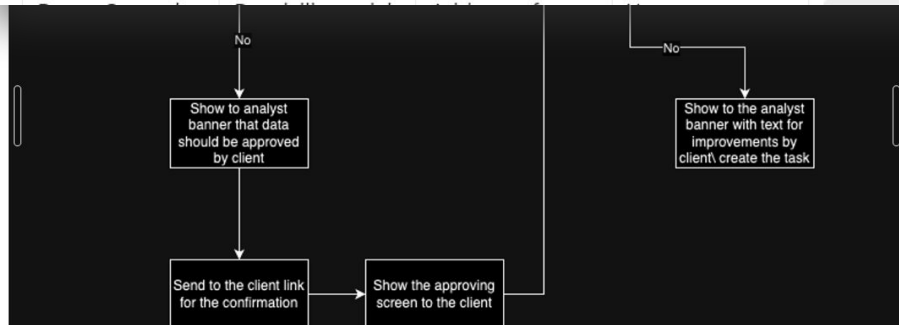 No
No
Show to analyst
banner that data
should be approved
by client
Show to the analyst
banner with text for
improvements by
client\ create the task
Send to the client link
for the confirmation
Show the approving
screen to the client